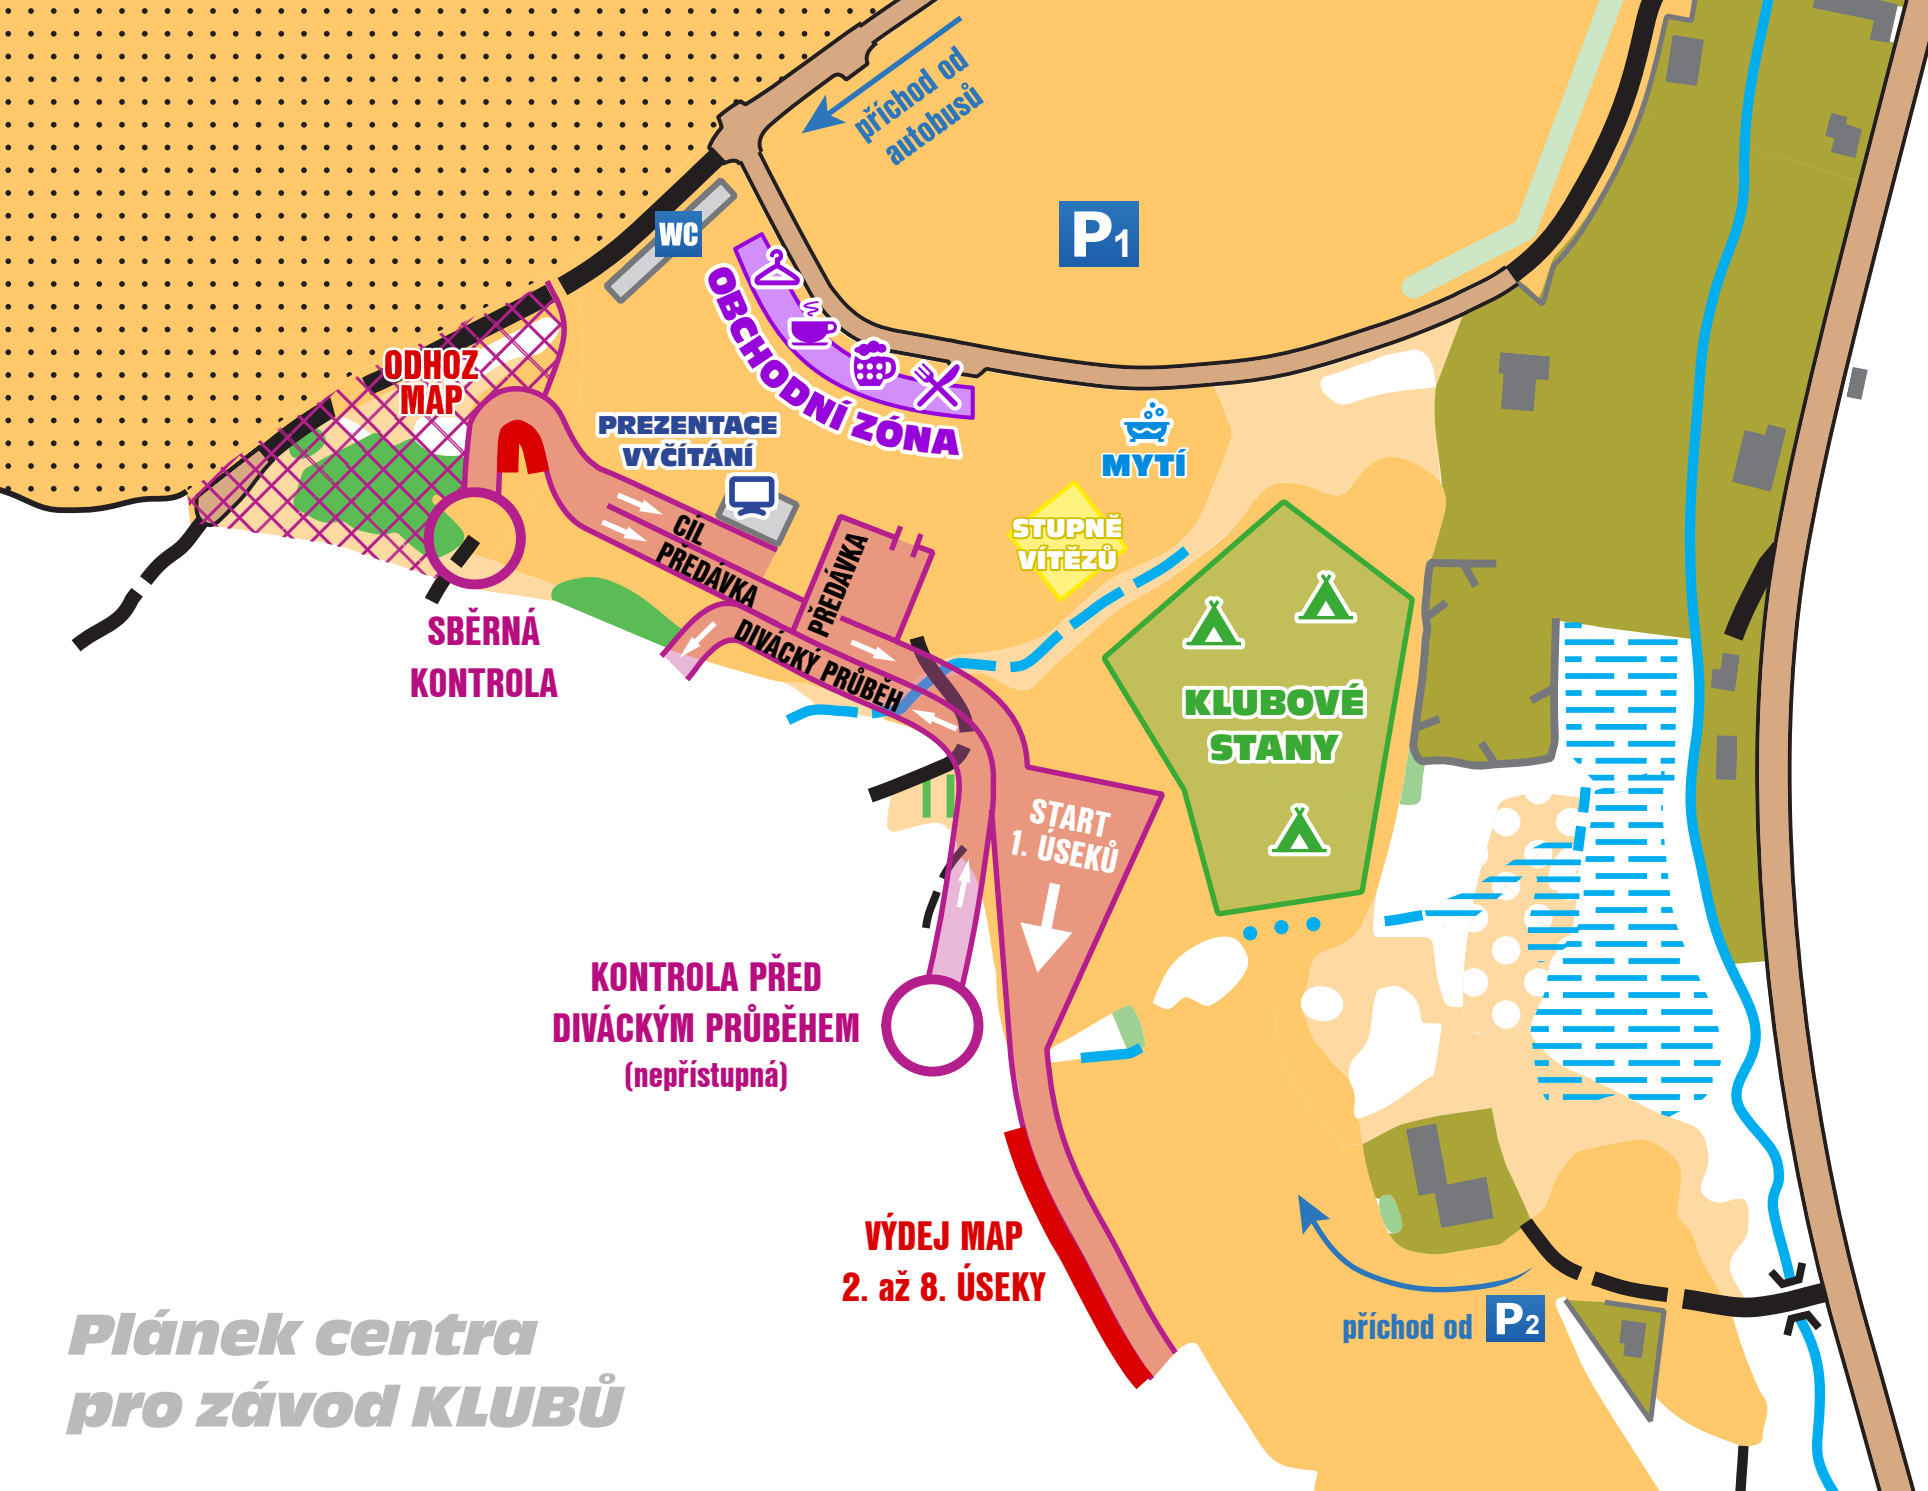 příchod od
autobusů
P1
WC
OBCHODNÍ ZÓNA
ODHOZ
MAP
PREZENTACE
VYČÍTÁNÍ
MYTÍ
STUPNĚ
VÍTĚZŮ
CÍL
PŘEDÁVKA
PŘEDÁVKA
DIVÁCKÝ PRŮBĚH
SBĚRNÁ
KONTROLA
KLUBOVÉ
STANY
START
1. ÚSEKŮ
KONTROLA PŘED
DIVÁCKÝM PRŮBĚHEM
(nepřístupná)
VÝDEJ MAP
2. až 8. ÚSEKY
příchod od P2
Plánek centra
pro závod KLUBŮ